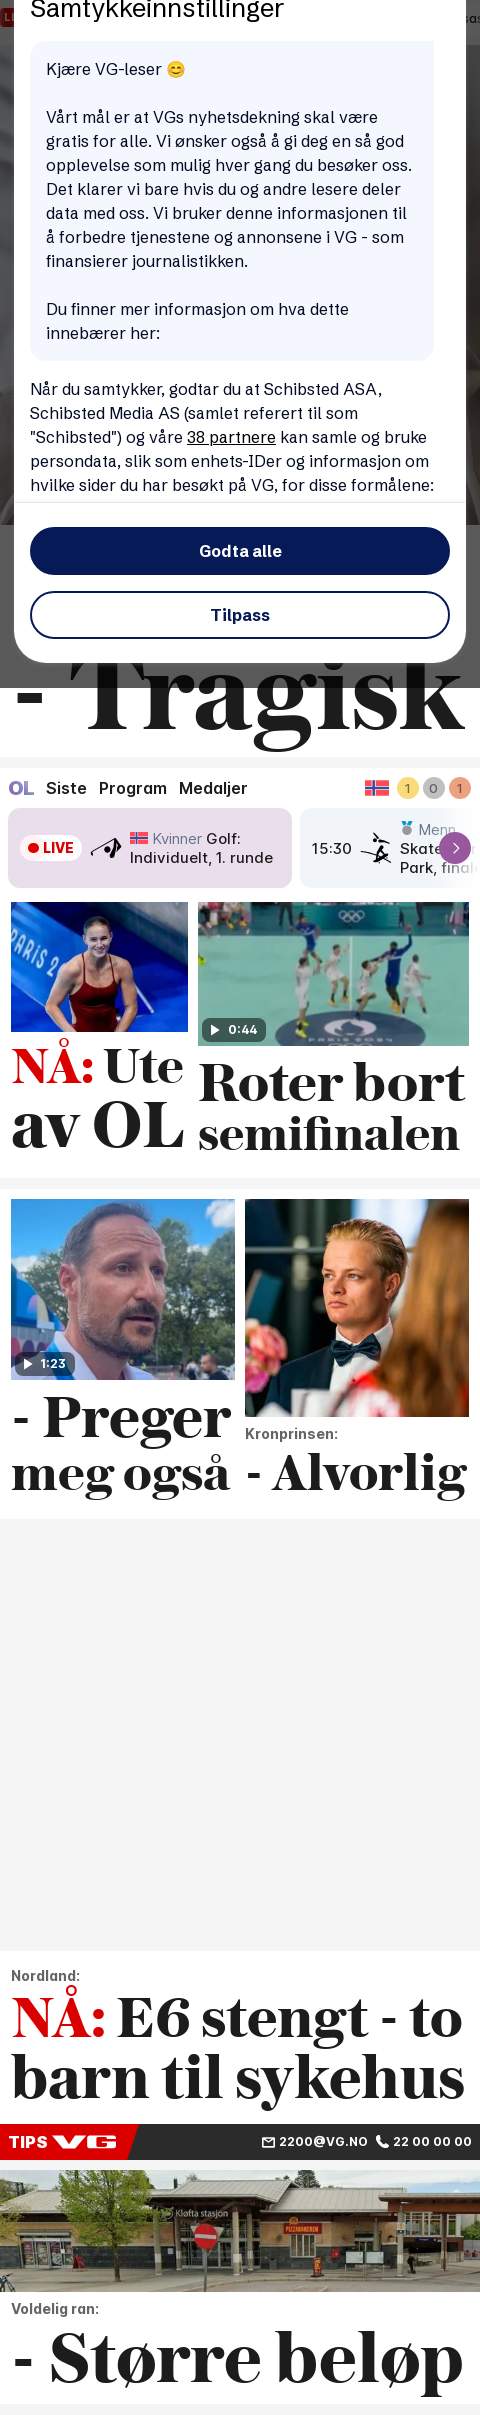 Samtykkeinnstillinger
Kjære VG-leser 😊
Vårt mål er at VGs nyhetsdekning skal være
gratis for alle. Vi ønsker også å gi deg en så god
opplevelse som mulig hver gang du besøker oss.
Det klarer vi bare hvis du og andre lesere deler
data med oss. Vi bruker denne informasjonen til
å forbedre tjenestene og annonsene i VG - som
finansierer journalistikken.
Du finner mer informasjon om hva dette
innebærer her:
Når du samtykker, godtar du at Schibsted ASA,
Schibsted Media AS (samlet referert til som
"Schibsted") og våre 38 partnere kan samle og bruke
persondata, slik som enhets-IDer og informasjon om
hvilke sider du har besøkt på VG, for disse formålene:
Godta alle
Tilpass
- Tragisk
OL Siste Program Medaljer 1 0 1
LIVE
Kvinner Golf:
Individuelt, 1. runde
15:30
Menn
Skate
Park, finale
PARIS 2
0:44
PARIS 2024
NÅ: Ute
av OL
Roter bort
semifinalen
1:23
- Preger
meg også
Kronprinsen:
- Alvorlig
Nordland:
NÅ: E6 stengt - to
barn til sykehus
TIPS VG 2200@VG.NO 22 00 00 00
Kløfta stasjon
PIZZABAKEREN
Voldelig ran:
- Større beløp